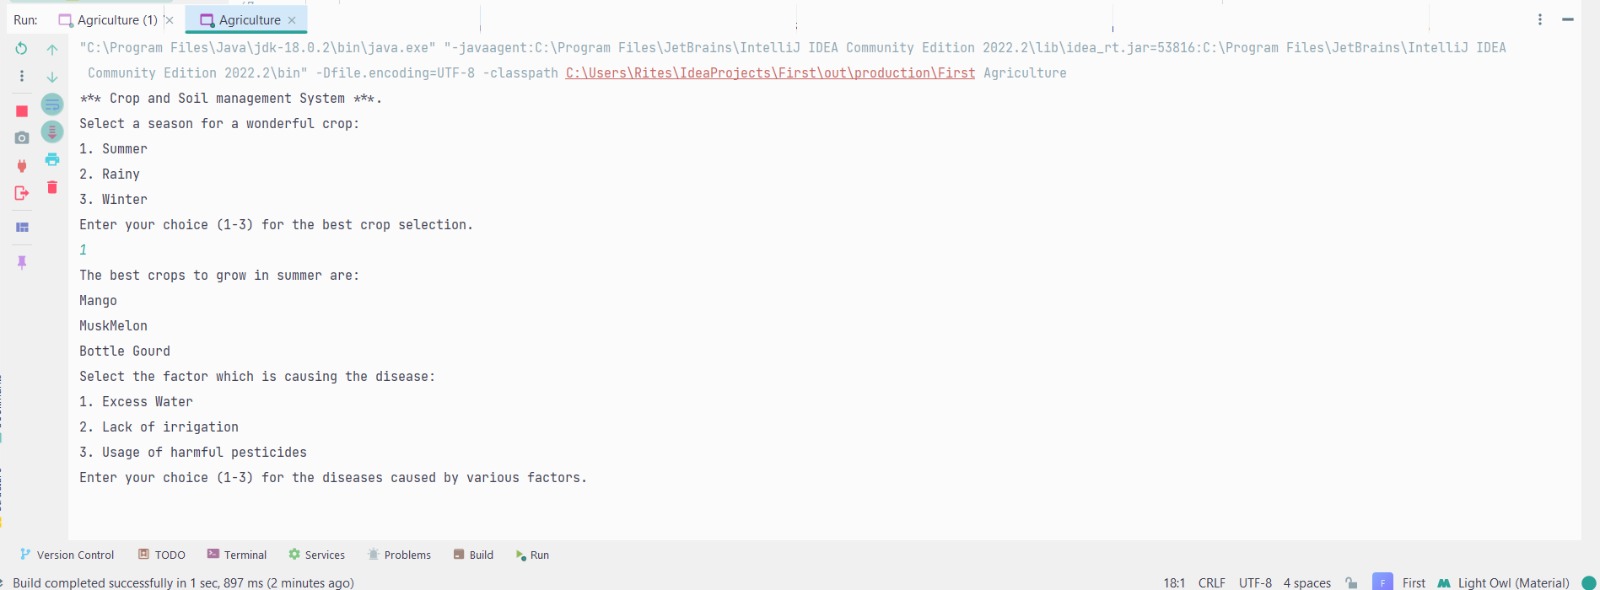 Run: Agriculture (1) × Agriculture ×
"C:\Program Files\Java\jdk-18.0.2\bin\java.exe" "-javaagent:C:\Program Files\JetBrains\IntelliJ IDEA Community Edition 2022.2\lib\idea_rt.jar=53816:C:\Program Files\JetBrains\IntelliJ IDEA
Community Edition 2022.2\bin" -Dfile.encoding=UTF-8 -classpath C:\Users\Rites\IdeaProjects\First\out\production\First Agriculture
*** Crop and Soil management System ***.
Select a season for a wonderful crop:
1. Summer
2. Rainy
3. Winter
Enter your choice (1-3) for the best crop selection.
1
The best crops to grow in summer are:
Mango
MuskMelon
Bottle Gourd
Select the factor which is causing the disease:
1. Excess Water
2. Lack of irrigation
3. Usage of harmful pesticides
Enter your choice (1-3) for the diseases caused by various factors.
Version Control TODO Terminal Services Problems Build Run
Build completed successfully in 1 sec, 897 ms (2 minutes ago) 18:1 CRLF UTF-8 4 spaces F First Light Owl (Material)